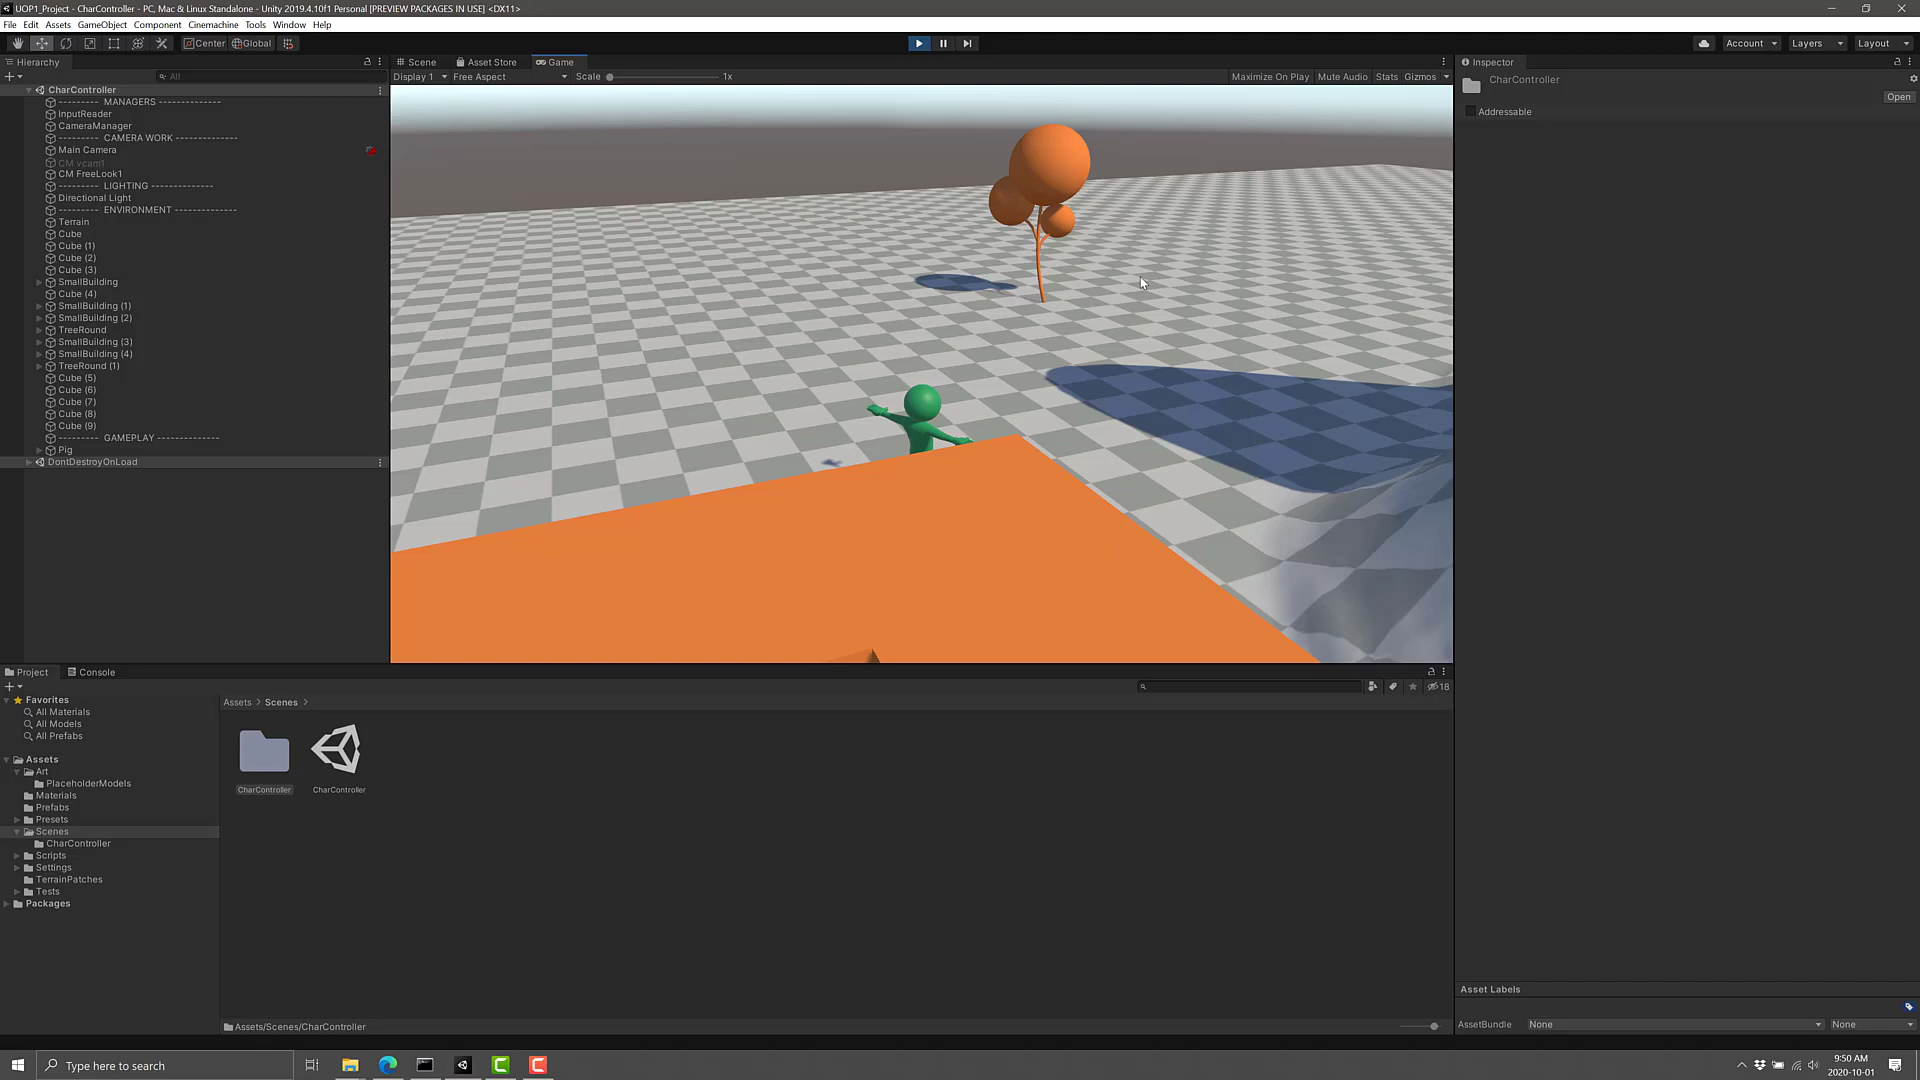 UOP1_Project - CharController - PC, Mac & Linux Standalone - Unity 2019.4.10f1 Personal [PREVIEW PACKAGES IN USE] <DX11>
File Edit Assets GameObject Component Cinemachine Tools Window Help
Center Global Account Layers Layout
Hierarchy
All
CharController
--------- MANAGERS --------------
InputReader
CameraManager
--------- CAMERA WORK --------------
Main Camera
CM vcam1
CM FreeLook1
--------- LIGHTING --------------
Directional Light
--------- ENVIRONMENT --------------
Terrain
Cube
Cube (1)
Cube (2)
Cube (3)
SmallBuilding
Cube (4)
SmallBuilding (1)
SmallBuilding (2)
TreeRound
SmallBuilding (3)
SmallBuilding (4)
TreeRound (1)
Cube (5)
Cube (6)
Cube (7)
Cube (8)
Cube (9)
--------- GAMEPLAY --------------
Pig
DontDestroyOnLoad
Scene Asset Store Game
Display 1 Free Aspect Scale 1x Maximize On Play Mute Audio Stats Gizmos
Inspector
CharController
Open
Addressable
Project Console
18
Favorites
All Materials
All Models
All Prefabs
Assets
Art
PlaceholderModels
Materials
Prefabs
Presets
Scenes
CharController
Scripts
Settings
TerrainPatches
Tests
Packages
Assets > Scenes >
CharController CharController
Assets/Scenes/CharController
Asset Labels
AssetBundle None None
Type here to search
9:50 AM
2020-10-01